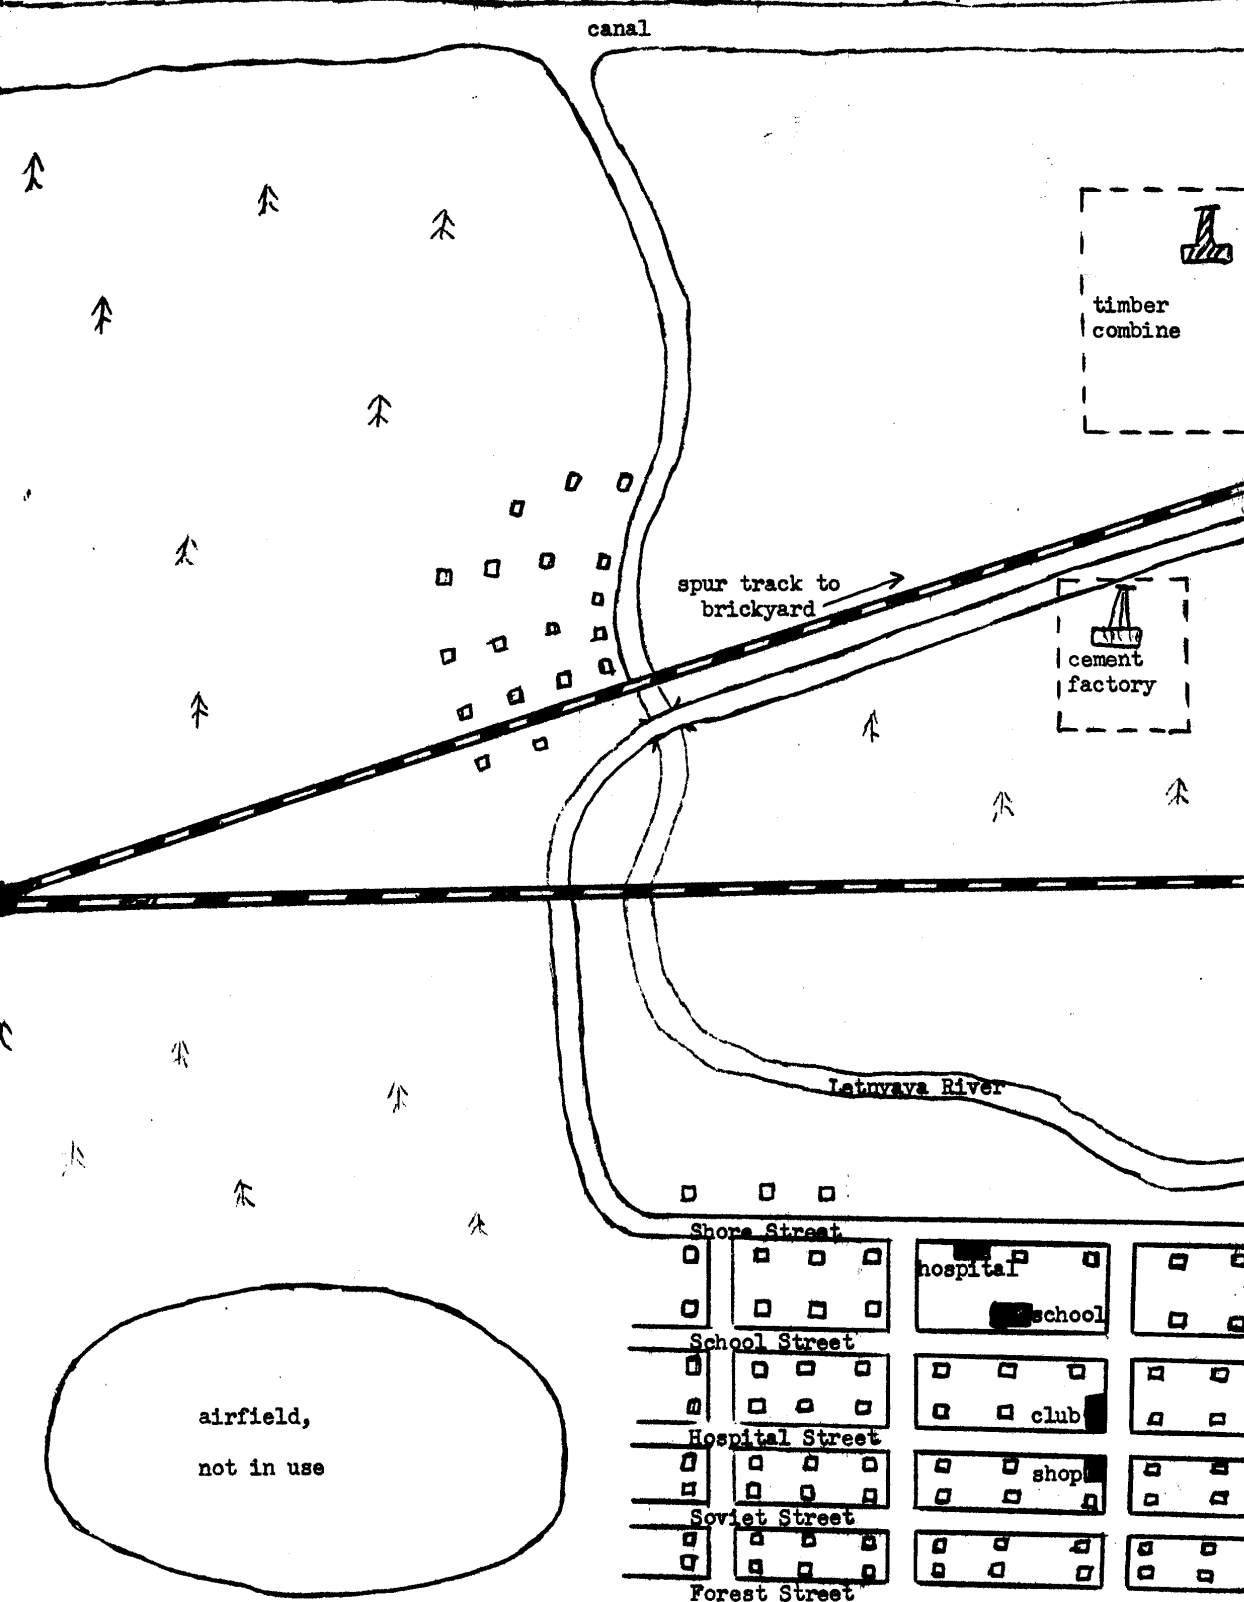 canal
timber
combine
spur track to
brickyard
cement
factory
Letnyaya River
Shore Street
hospital
school
School Street
airfield,
club
Hospital Street
not in use
shop
Soviet Street
Forest Street